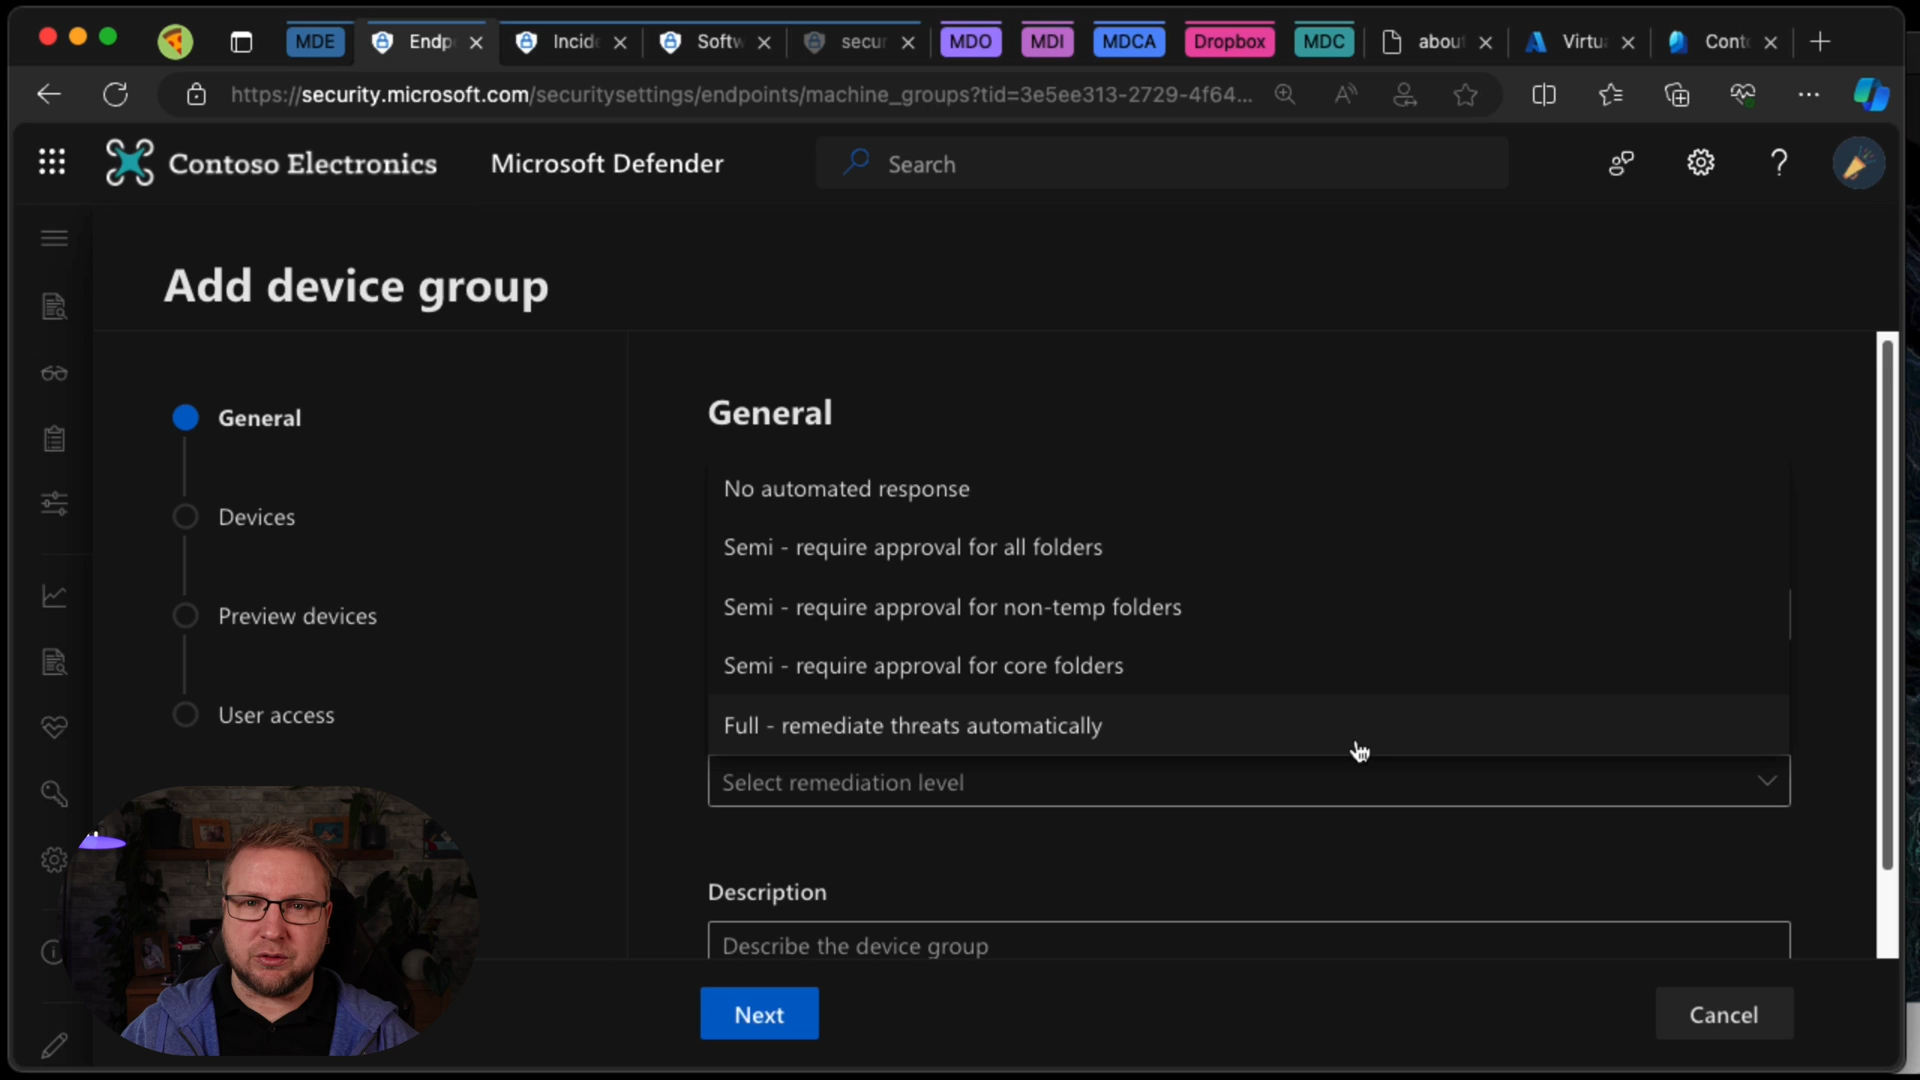 MDE
Endp
Incid
Softw
secur
MDO
MDI
MDCA
Dropbox
MDC
abou
Virtu
Cont
https://security.microsoft.com/securitysettings/endpoints/machine_groups?tid=3e5ee313-2729-4f64...
Contoso Electronics
Microsoft Defender
Search
Add device group
General
Devices
Preview devices
User access
General
No automated response
Semi - require approval for all folders
Semi - require approval for non-temp folders
Semi - require approval for core folders
Full - remediate threats automatically
Select remediation level
Description
Describe the device group
Next
Cancel